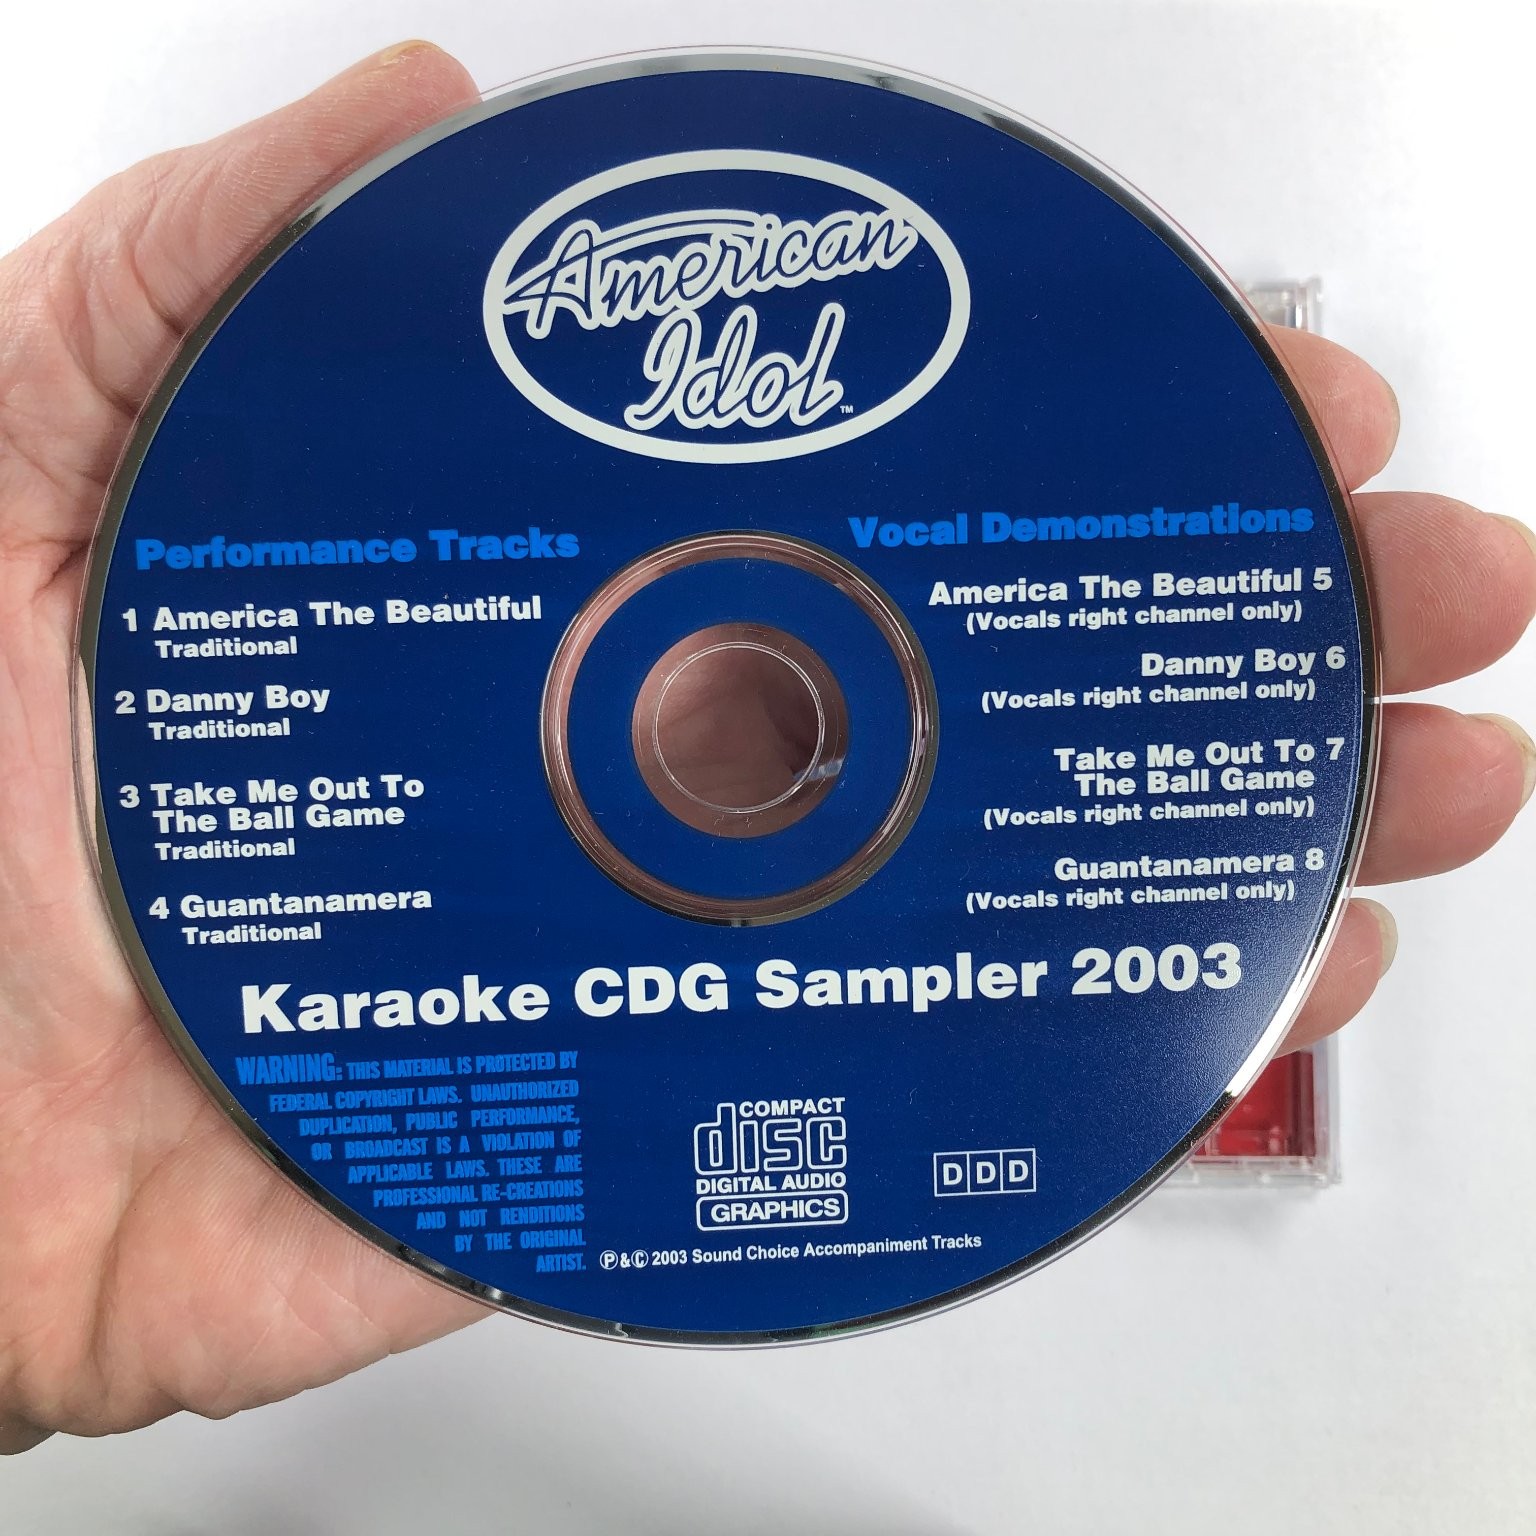 American
Idol
™
Performance Tracks
1 America The Beautiful
Traditional
2 Danny Boy
Traditional
3 Take Me Out To
The Ball Game
Traditional
4 Guantanamera
Traditional
Vocal Demonstrations
America The Beautiful 5
(Vocals right channel only)
Danny Boy 6
(Vocals right channel only)
Take Me Out To 7
The Ball Game
(Vocals right channel only)
Guantanamera 8
(Vocals right channel only)
Karaoke CDG Sampler 2003
WARNING: THIS MATERIAL IS PROTECTED BY
FEDERAL COPYRIGHT LAWS. UNAUTHORIZED
DUPLICATION, PUBLIC PERFORMANCE,
OR BROADCAST IS A VIOLATION OF
APPLICABLE LAWS. THESE ARE
PROFESSIONAL RE-CREATIONS
AND NOT RENDITIONS
BY THE ORIGINAL
ARTIST.
COMPACT
disc
DIGITAL AUDIO
GRAPHICS
DDD
℗&© 2003 Sound Choice Accompaniment Tracks